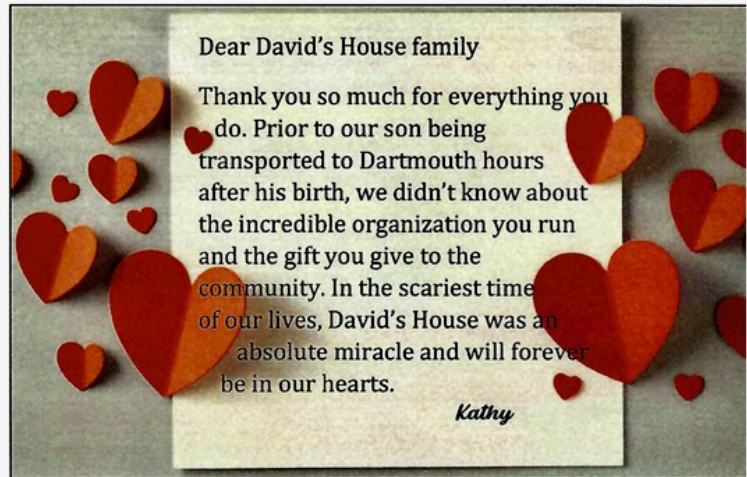 Dear David's House family
Thank you so much for everything you
do. Prior to our son being
transported to Dartmouth hours
after his birth, we didn't know about
the incredible organization you run
and the gift you give to the
community. In the scariest time
of our lives, David's House was an
absolute miracle and will forever
be in our hearts.
Kathy